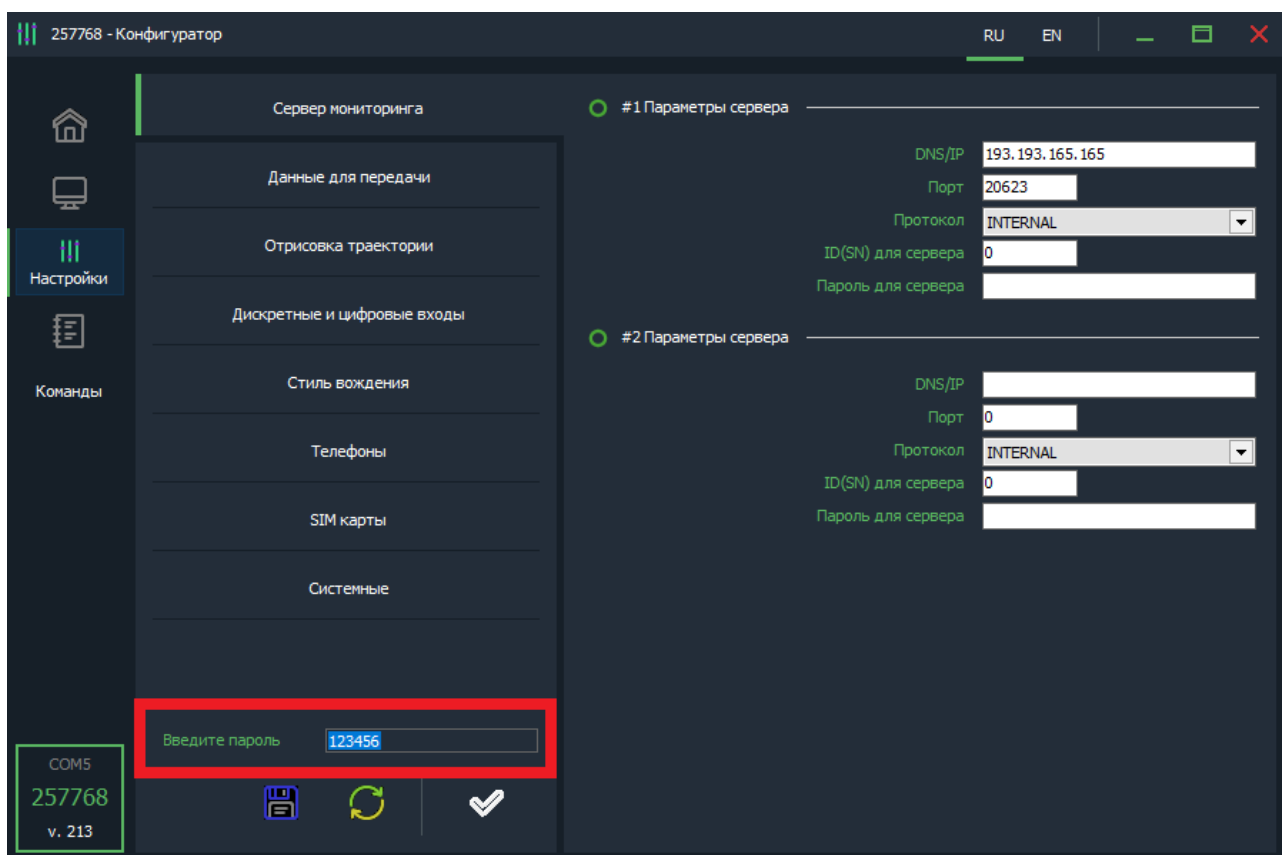 257768 - Конфигуратор
RU EN
Настройки
Команды
COM5
257768
v. 213
Сервер мониторинга
Данные для передачи
Отрисовка траектории
Дискретные и цифровые входы
Стиль вождения
Телефоны
SIM карты
Системные
Введите пароль 123456
#1 Параметры сервера
DNS/IP 193.193.165.165
Порт 20623
Протокол INTERNAL
ID(SN) для сервера 0
Пароль для сервера
#2 Параметры сервера
DNS/IP
Порт 0
Протокол INTERNAL
ID(SN) для сервера 0
Пароль для сервера